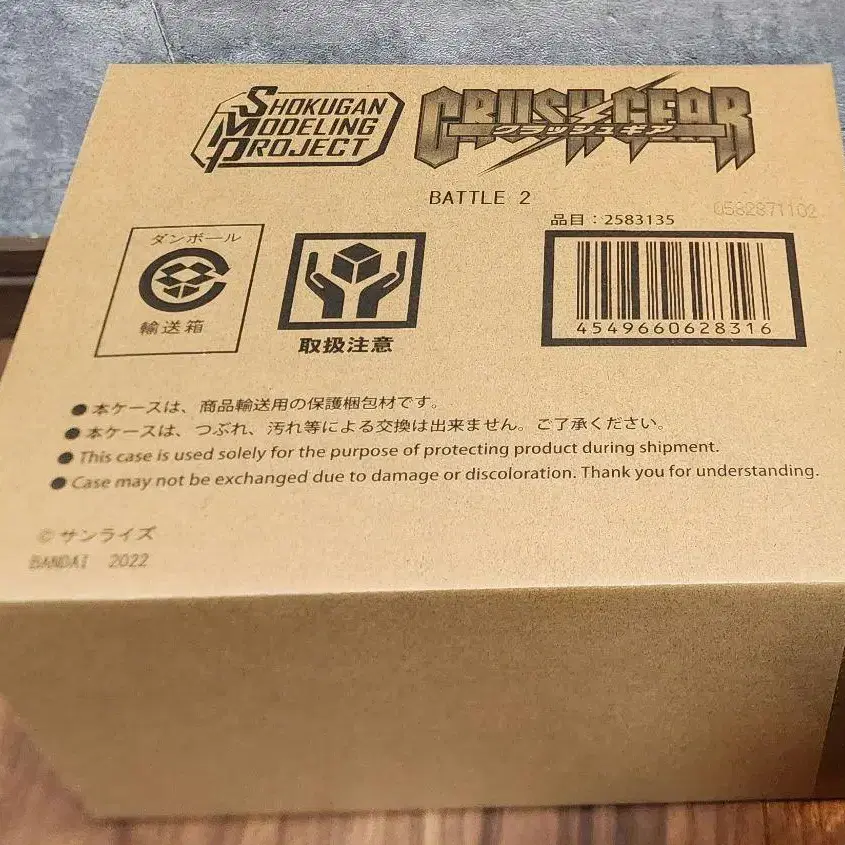 SHOKUGAN
MODELING
PROJECT
CRUSH GEAR
クラッシュギア
BATTLE 2
品目：2583135
0582871102
ダンボール
輸送箱
取扱注意
4549660628316
●本ケースは、商品輸送用の保護梱包材です。
●本ケースは、つぶれ、汚れ等による交換は出来ません。ご了承ください。
●This case is used solely for the purpose of protecting product during shipment.
●Case may not be exchanged due to damage or discoloration. Thank you for understanding.
©サンライズ
BANDAI 2022